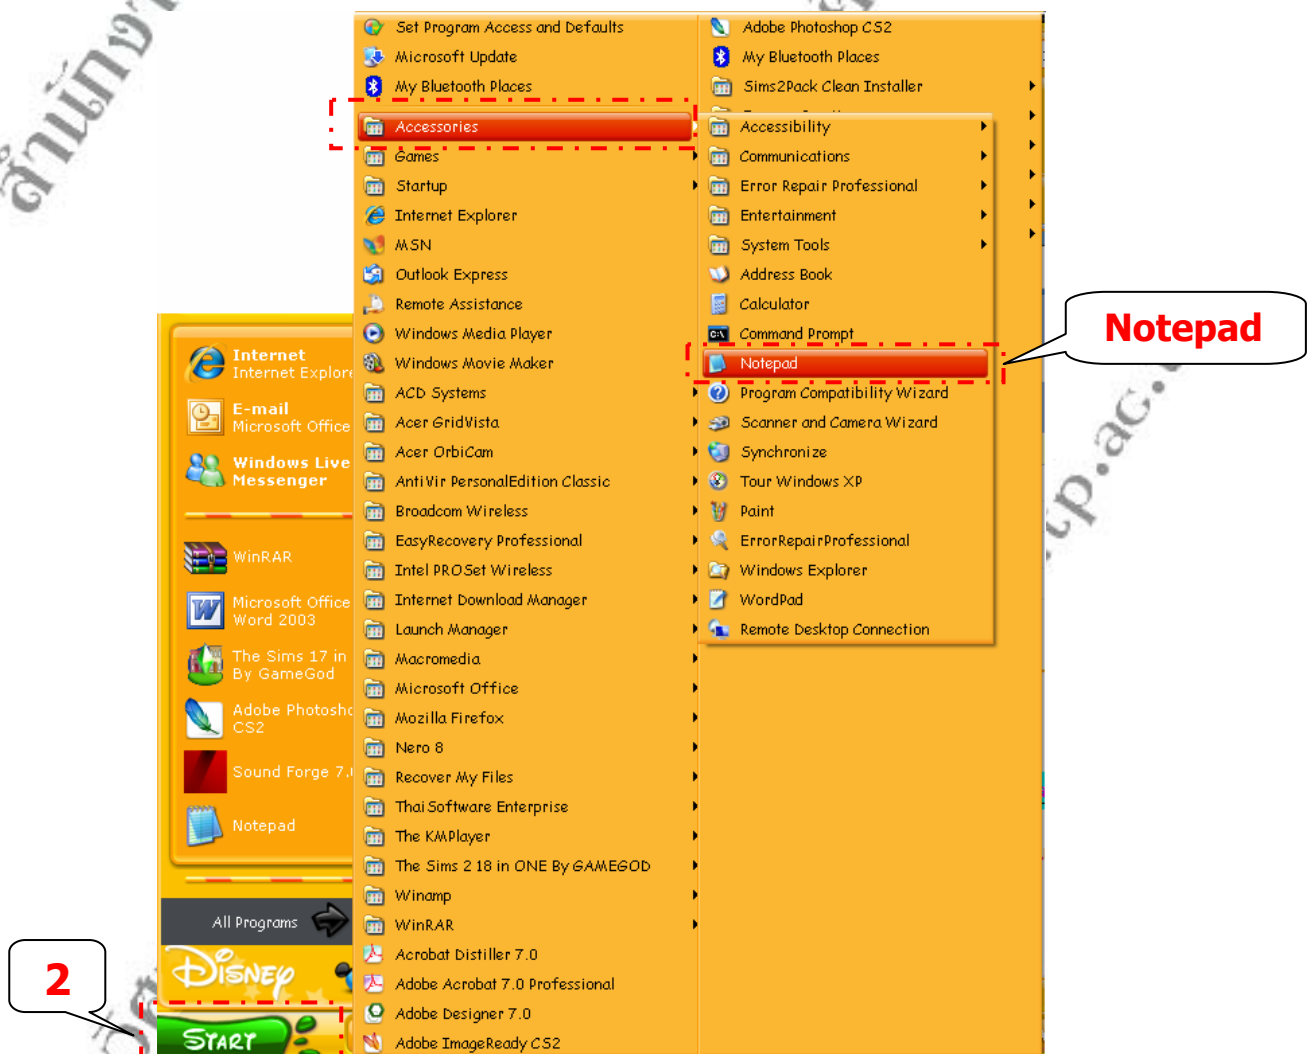 Set Program Access and Defaults
Microsoft Update
My Bluetooth Places
Accessories
Games
Startup
Internet Explorer
MSN
Outlook Express
Remote Assistance
Windows Media Player
Windows Movie Maker
ACD Systems
Acer GridVista
Acer OrbiCam
AntiVir PersonalEdition Classic
Broadcom Wireless
EasyRecovery Professional
Intel PROSet Wireless
Internet Download Manager
Launch Manager
Macromedia
Microsoft Office
Mozilla Firefox
Nero 8
Recover My Files
Thai Software Enterprise
The KMPlayer
The Sims 2 18 in ONE By GAMEGOD
Winamp
WinRAR
Acrobat Distiller 7.0
Adobe Acrobat 7.0 Professional
Adobe Designer 7.0
Adobe ImageReady CS2
Adobe Photoshop CS2
My Bluetooth Places
Sims2Pack Clean Installer
Accessibility
Communications
Error Repair Professional
Entertainment
System Tools
Address Book
Calculator
Command Prompt
Notepad
Program Compatibility Wizard
Scanner and Camera Wizard
Synchronize
Tour Windows XP
Paint
ErrorRepairProfessional
Windows Explorer
WordPad
Remote Desktop Connection
Notepad
Internet
Internet Explore
E-mail
Microsoft Office
Windows Live
Messenger
WinRAR
Microsoft Office
Word 2003
The Sims 17 in
By GameGod
Adobe Photosho
CS2
Sound Forge 7.
Notepad
All Programs
DISNEY
2
START